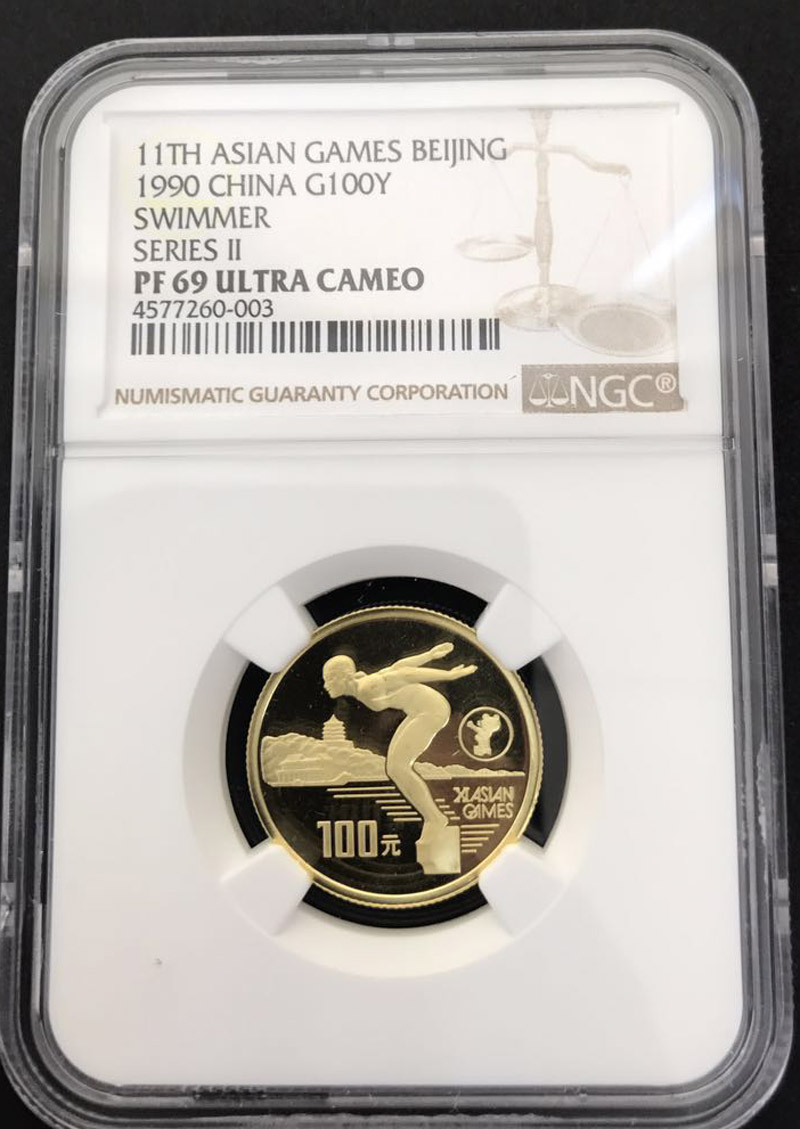 11TH ASIAN GAMES BEIJING
1990 CHINA G100Y
SWIMMER
SERIES II
PF 69 ULTRA CAMEO
4577260-003
NUMISMATIC GUARANTY CORPORATION
NGC®
XI ASIAN
GAMES
100元